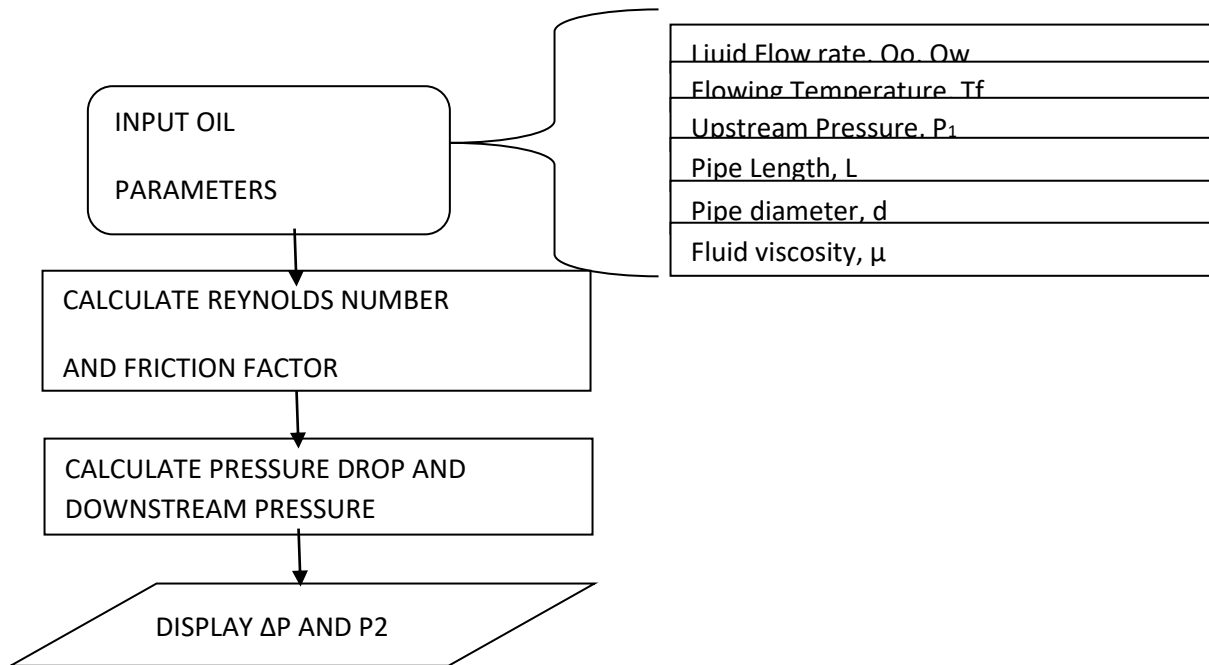 INPUT OIL
PARAMETERS
Liuid Flow rate, Qo, Qw
Flowing Temperature, Tf
Upstream Pressure, P₁
Pipe Length, L
Pipe diameter, d
Fluid viscosity, μ
CALCULATE REYNOLDS NUMBER
AND FRICTION FACTOR
CALCULATE PRESSURE DROP AND
DOWNSTREAM PRESSURE
DISPLAY ΔP AND P2